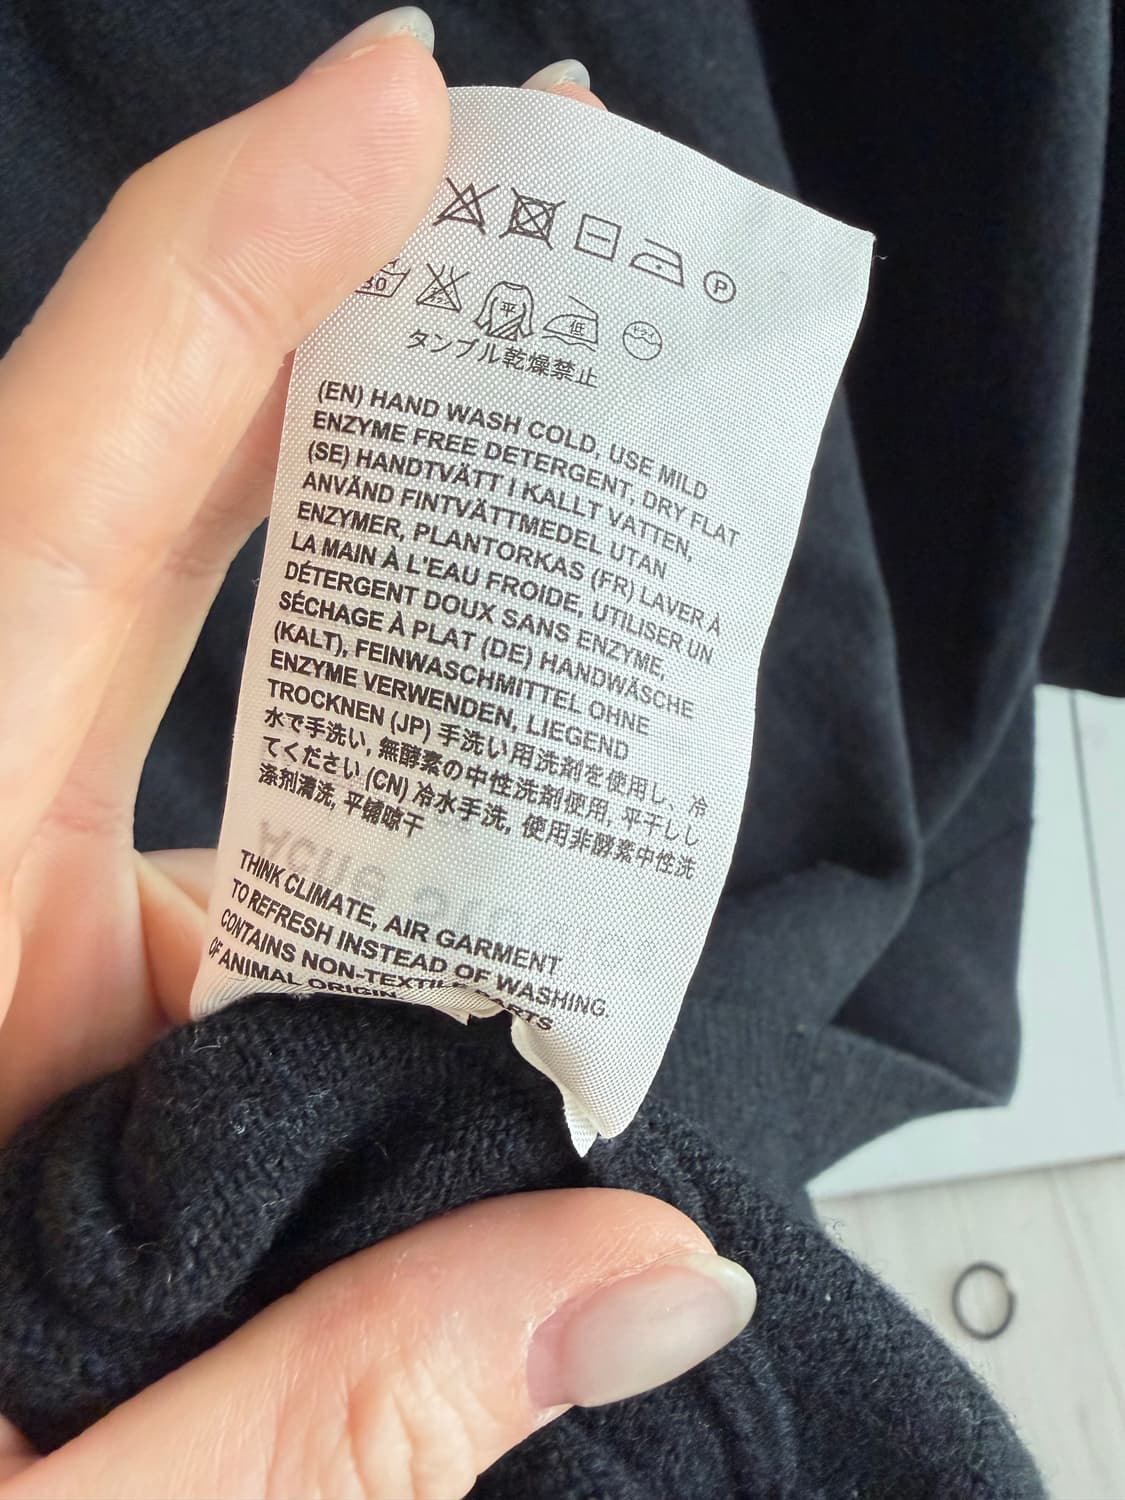 P
30
平
低
ドライ
タンブル乾燥禁止
(EN) HAND WASH COLD, USE MILD
ENZYME FREE DETERGENT, DRY FLAT
(SE) HANDTVÄTT I KALLT VATTEN,
ANVÄND FINTVÄTTMEDEL UTAN
ENZYMER, PLANTORKAS (FR) LAVER À
LA MAIN À L'EAU FROIDE, UTILISER UN
DÉTERGENT DOUX SANS ENZYME,
SÉCHAGE À PLAT (DE) HANDWÄSCHE
(KALT), FEINWASCHMITTEL OHNE
ENZYME VERWENDEN, LIEGEND
TROCKNEN (JP) 手洗い用洗剤を使用し、冷
水で手洗い, 無酵素の中性洗剤使用, 平干しし
てください (CN) 冷水手洗, 使用非酵素中性洗
涤剂清洗, 平铺晾干
THINK CLIMATE, AIR GARMENT
TO REFRESH INSTEAD OF WASHING.
CONTAINS NON-TEXTILE PARTS
OF ANIMAL ORIGIN